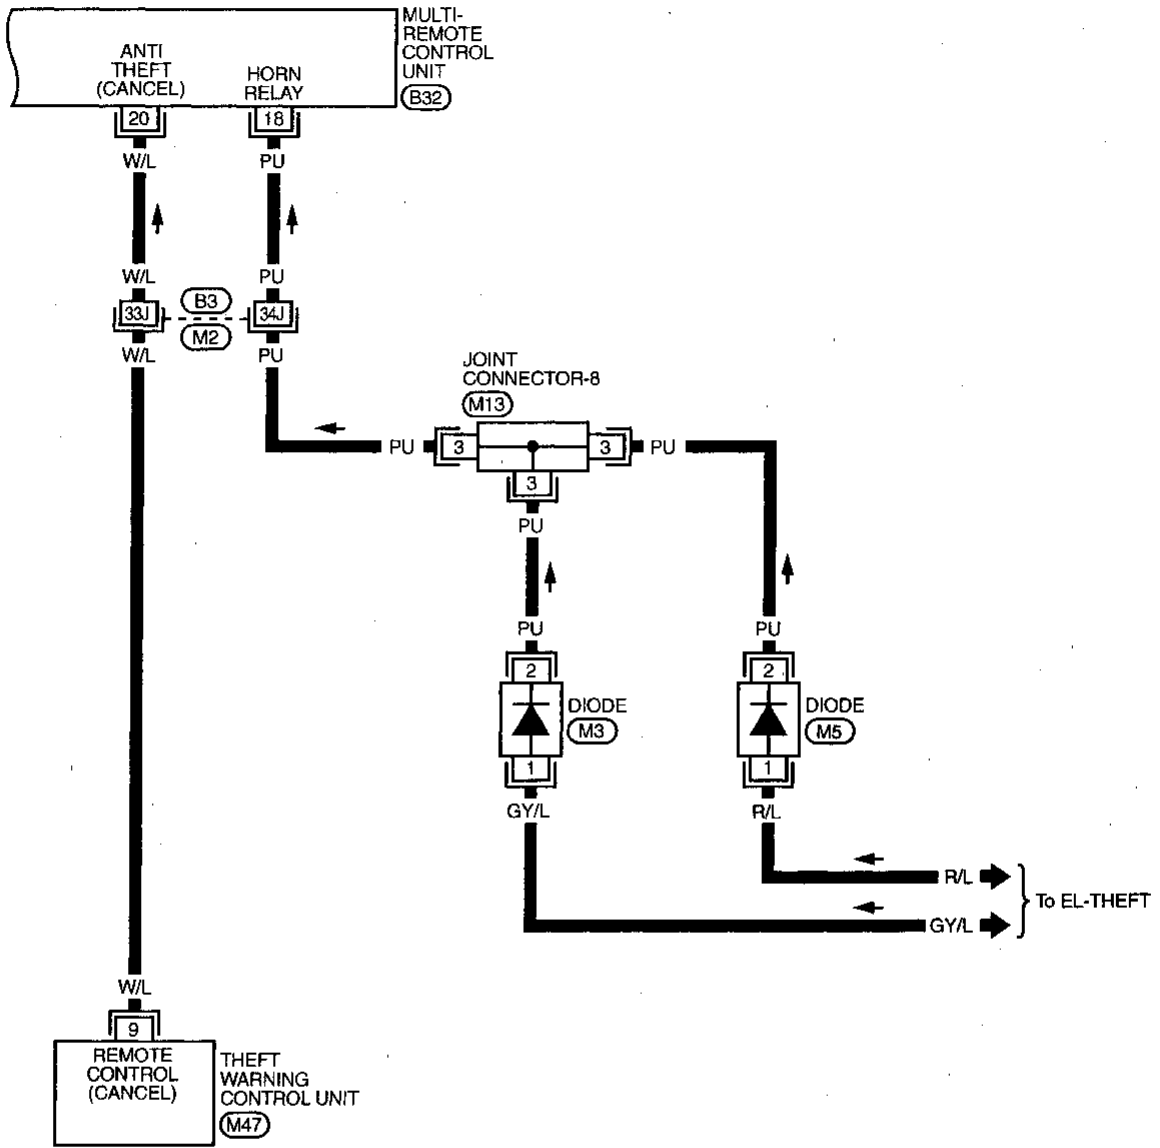 MULTI-
REMOTE
CONTROL
UNIT
B32
ANTI
THEFT
(CANCEL)
HORN
RELAY
20
18
W/L
PU
W/L
PU
33J
B3
34J
M2
W/L
PU
JOINT
CONNECTOR-8
M13
PU
3
3
PU
3
PU
PU
PU
2
2
DIODE
M3
DIODE
M5
1
1
GY/L
R/L
R/L
To EL-THEFT
GY/L
W/L
9
REMOTE
CONTROL
(CANCEL)
THEFT
WARNING
CONTROL UNIT
M47